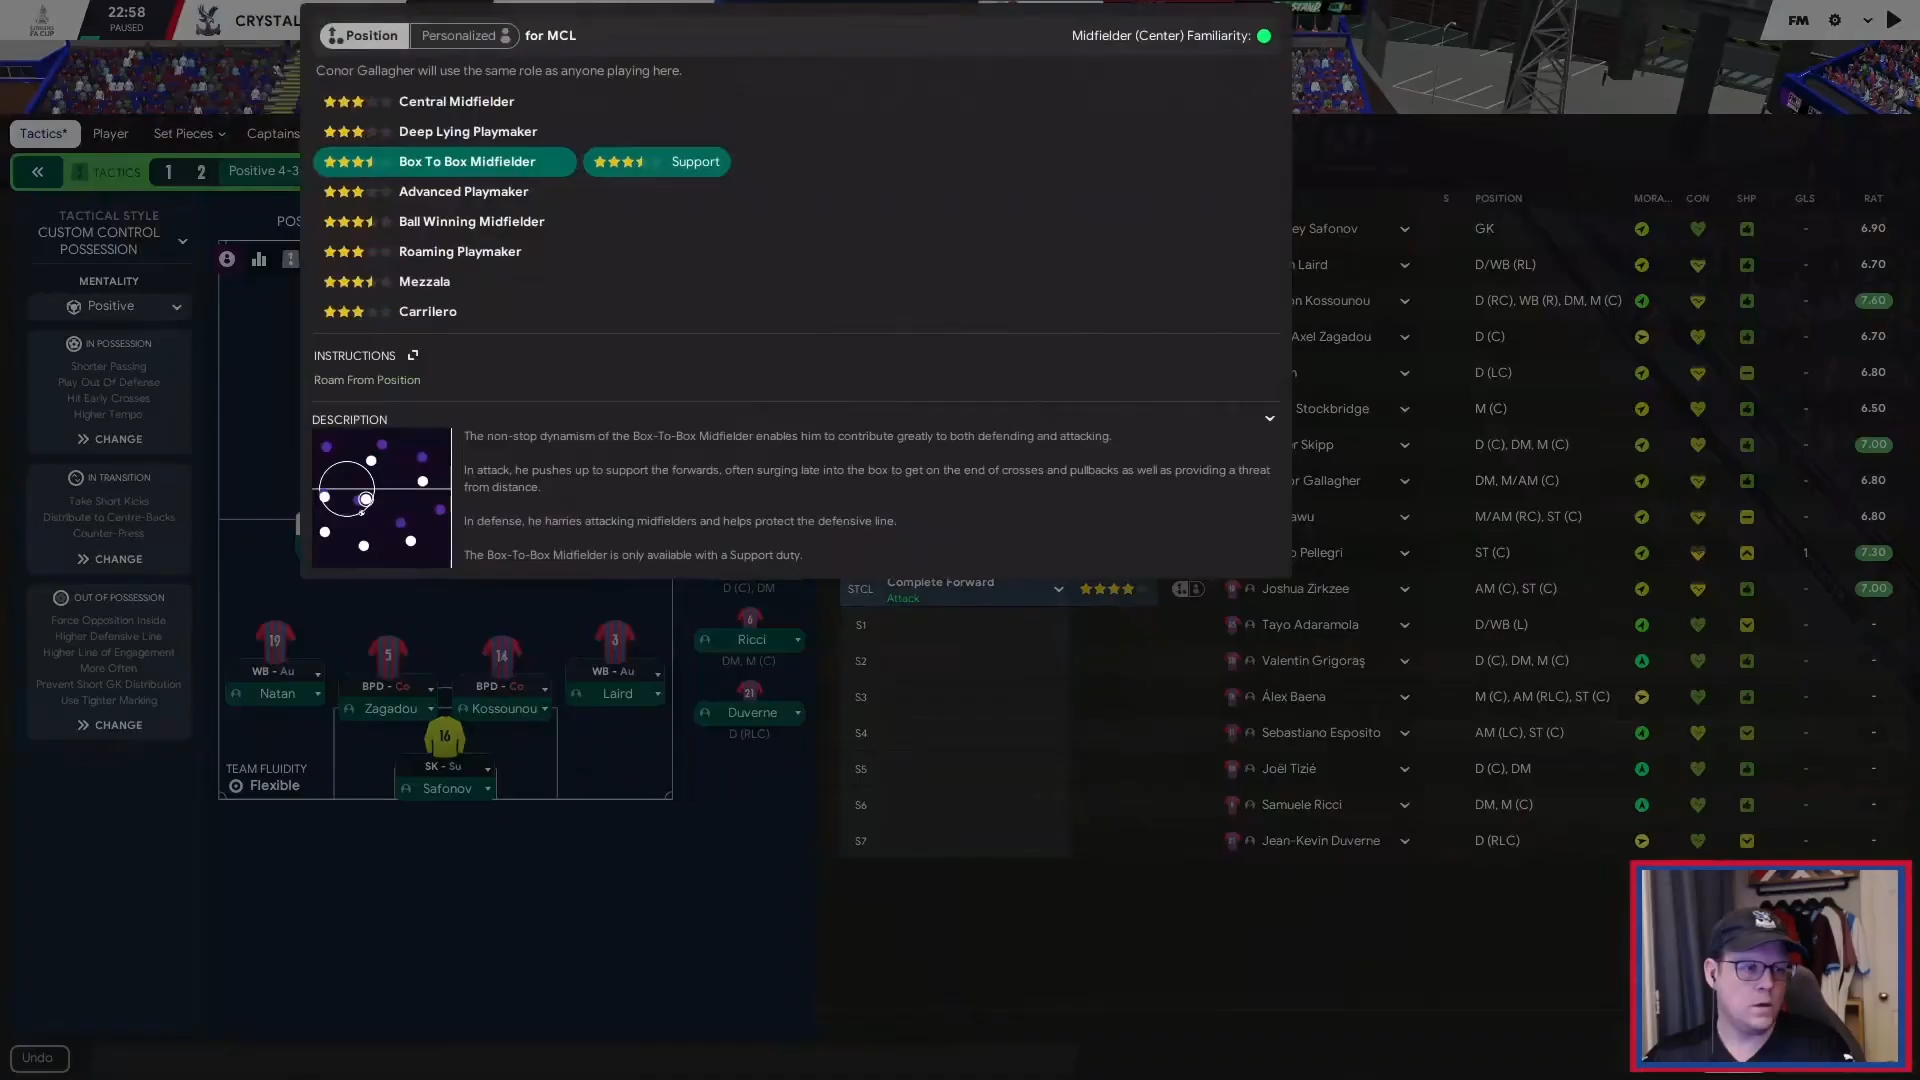 22:58
PAUSED
CRYSTAL
FM
Position Personalized for MCL
Midfielder (Center) Familiarity:
Conor Gallagher will use the same role as anyone playing here.
Central Midfielder
Deep Lying Playmaker
Box To Box Midfielder Support
Advanced Playmaker
Ball Winning Midfielder
Roaming Playmaker
Mezzala
Carrilero
INSTRUCTIONS
Roam From Position
DESCRIPTION
The non-stop dynamism of the Box-To-Box Midfielder enables him to contribute greatly to both defending and attacking.
In attack, he pushes up to support the forwards, often surging late into the box to get on the end of crosses and pullbacks as well as providing a threat
from distance.
In defense, he harries attacking midfielders and helps protect the defensive line.
The Box-To-Box Midfielder is only available with a Support duty.
Tactics* Player Set Pieces Captains
TACTICS 1 2 Positive 4-3
TACTICAL STYLE
CUSTOM CONTROL
POSSESSION
MENTALITY
Positive
IN POSSESSION
Shorter Passing
Play Out Of Defense
Hit Early Crosses
Higher Tempo
CHANGE
IN TRANSITION
Take Short Kicks
Distribute to Centre-Backs
Counter-Press
CHANGE
OUT OF POSSESSION
Force Opposition Inside
Higher Defensive Line
Higher Line of Engagement
More Often
Prevent Short GK Distribution
Use Tighter Marking
CHANGE
POS
19
WB - Au
Natan
5
BPD - Co
Zagadou
14
BPD - Co
Kossounou
3
WB - Au
Laird
16
SK - Su
Safonov
TEAM FLUIDITY
Flexible
D (C), DM
6
Ricci
DM, M (C)
21
Duverne
D (RLC)
STCL Complete Forward
Attack
S1
S2
S3
S4
S5
S6
S7
S POSITION MORA... CON SHP GLS RAT
ey Safonov GK - 6.90
n Laird D/WB (RL) - 6.70
on Kossounou D (RC), WB (R), DM, M (C) - 7.60
Axel Zagadou D (C) - 6.70
n D (LC) - 6.80
Stockbridge M (C) - 6.50
r Skipp D (C), DM, M (C) - 7.00
or Gallagher DM, M/AM (C) - 6.80
awu M/AM (RC), ST (C) - 6.80
o Pellegri ST (C) 1 7.30
Joshua Zirkzee AM (C), ST (C) - 7.00
Tayo Adaramola D/WB (L) - -
Valentin Grigoraş D (C), DM, M (C) - -
Álex Baena M (C), AM (RLC), ST (C) - -
Sebastiano Esposito AM (LC), ST (C) - -
Joël Tizié D (C), DM - -
Samuele Ricci DM, M (C) - -
Jean-Kevin Duverne D (RLC) - -
Undo